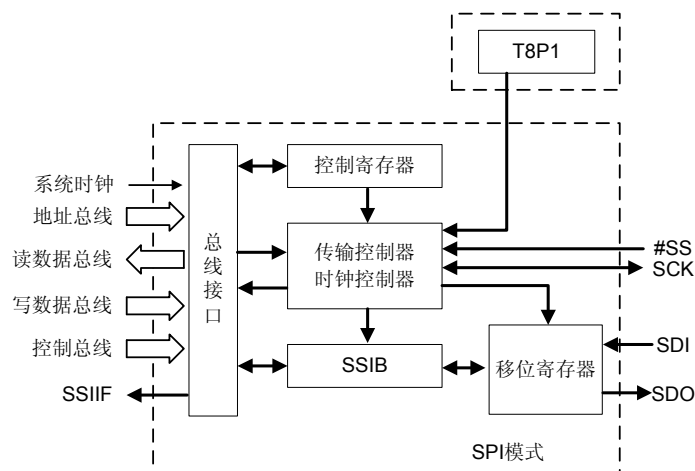 T8P1
系统时钟
地址总线
读数据总线
写数据总线
控制总线
SSIIF
总线接口
控制寄存器
传输控制器
时钟控制器
SSIB
移位寄存器
#SS
SCK
SDI
SDO
SPI模式